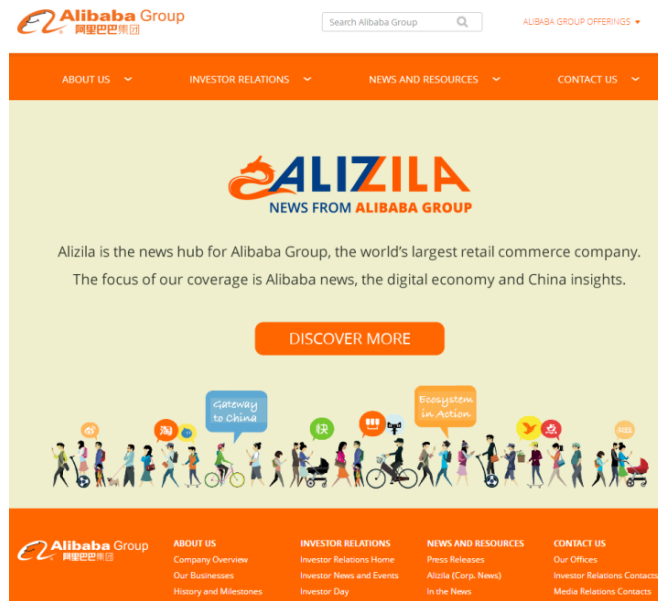 Alibaba Group
阿里巴巴集团
Search Alibaba Group
ALIBABA GROUP OFFERINGS
ABOUT US
INVESTOR RELATIONS
NEWS AND RESOURCES
CONTACT US
ALIZILA
NEWS FROM ALIBABA GROUP
Alizila is the news hub for Alibaba Group, the world's largest retail commerce company.
The focus of our coverage is Alibaba news, the digital economy and China insights.
DISCOVER MORE
Gateway
to China
Ecosystem
in Action
淘
快
Alibaba Group
阿里巴巴集团
ABOUT US
Company Overview
Our Businesses
History and Milestones
INVESTOR RELATIONS
Investor Relations Home
Investor News and Events
Investor Day
NEWS AND RESOURCES
Press Releases
Alizila (Corp. News)
In the News
CONTACT US
Our Offices
Investor Relations Contacts
Media Relations Contacts